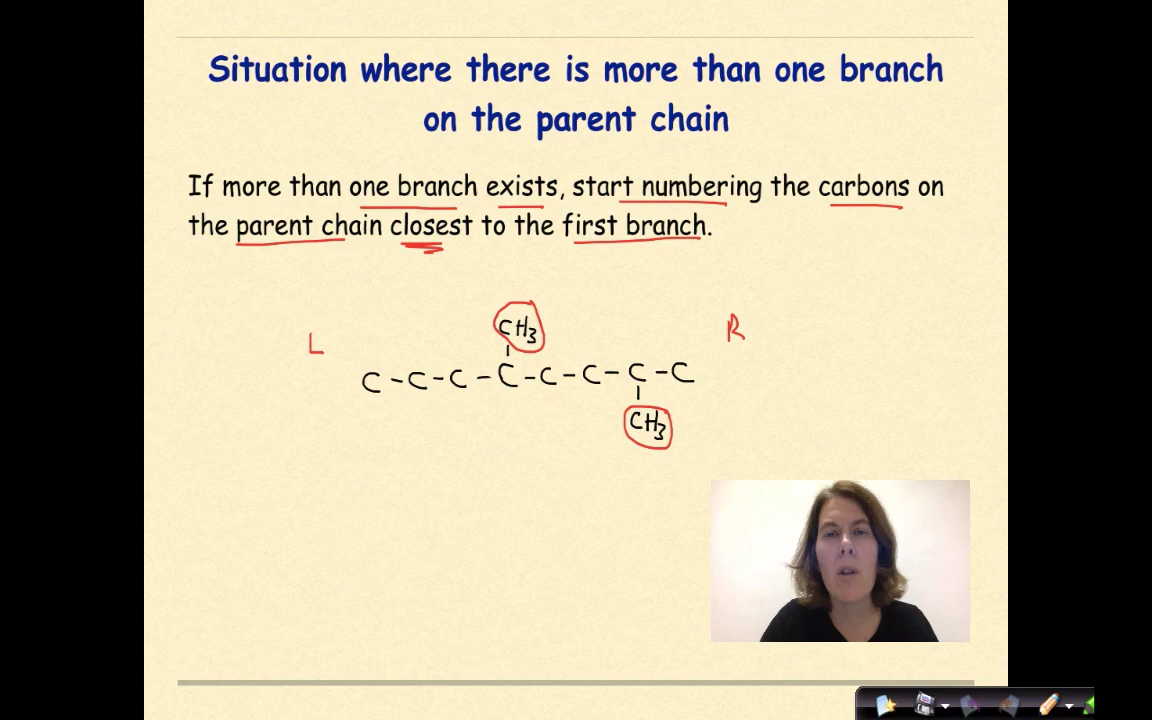 Situation where there is more than one branch
on the parent chain
If more than one branch exists, start numbering the carbons on
the parent chain closest to the first branch.
L
CH3
R
C-C-C-C-C-C-C-C
CH3